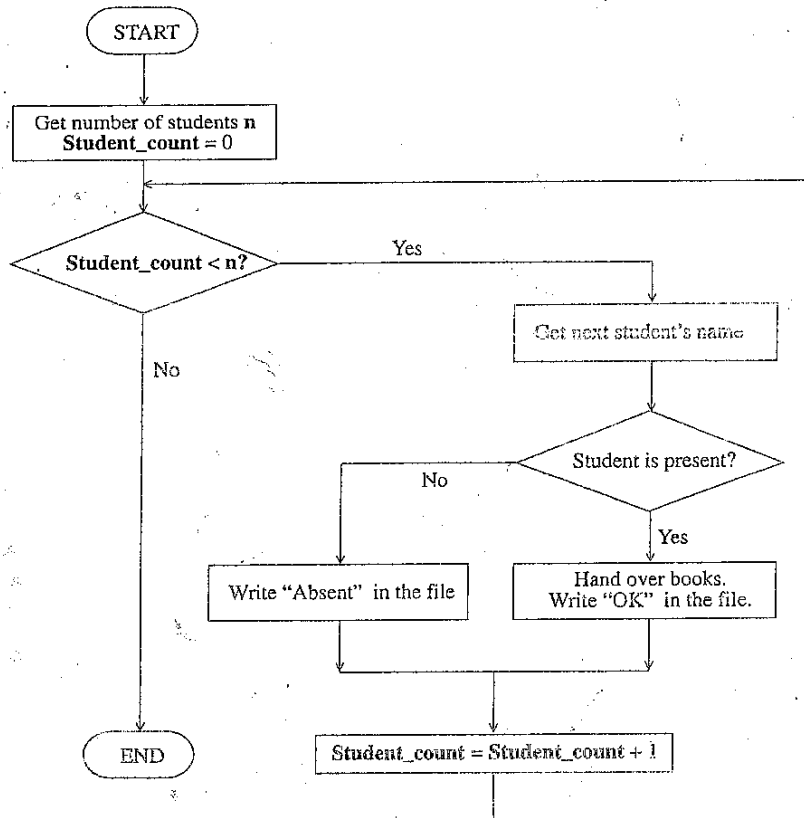 START
Get number of students n
Student_count = 0
Student_count < n?
Yes
Get next student's name
No
Student is present?
No
Yes
Write “Absent” in the file
Hand over books.
Write “OK” in the file.
END
Student_count = Student_count + 1